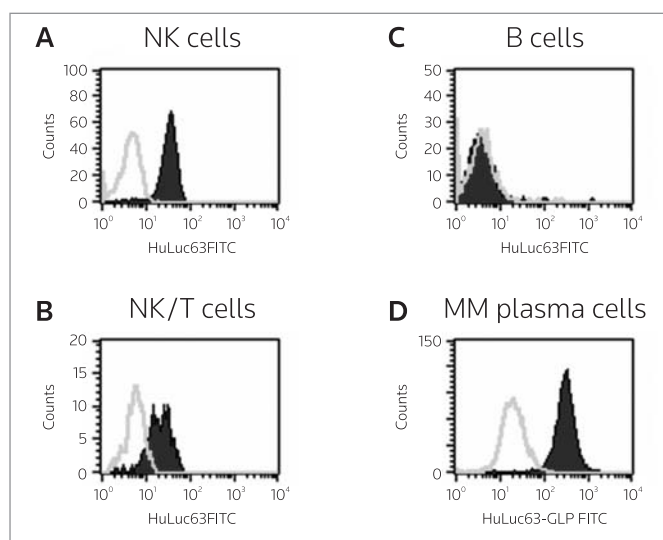 A NK cells
100
80
60
40
20
0
Counts
10⁰ 10¹ 10² 10³ 10⁴
HuLuc63FITC
C B cells
50
40
30
20
10
0
Counts
10⁰ 10¹ 10² 10³ 10⁴
HuLuc63FITC
B NK/T cells
20
15
10
5
0
Counts
10⁰ 10¹ 10² 10³ 10⁴
HuLuc63FITC
D MM plasma cells
150
0
Counts
10⁰ 10¹ 10² 10³ 10⁴
HuLuc63-GLP FITC